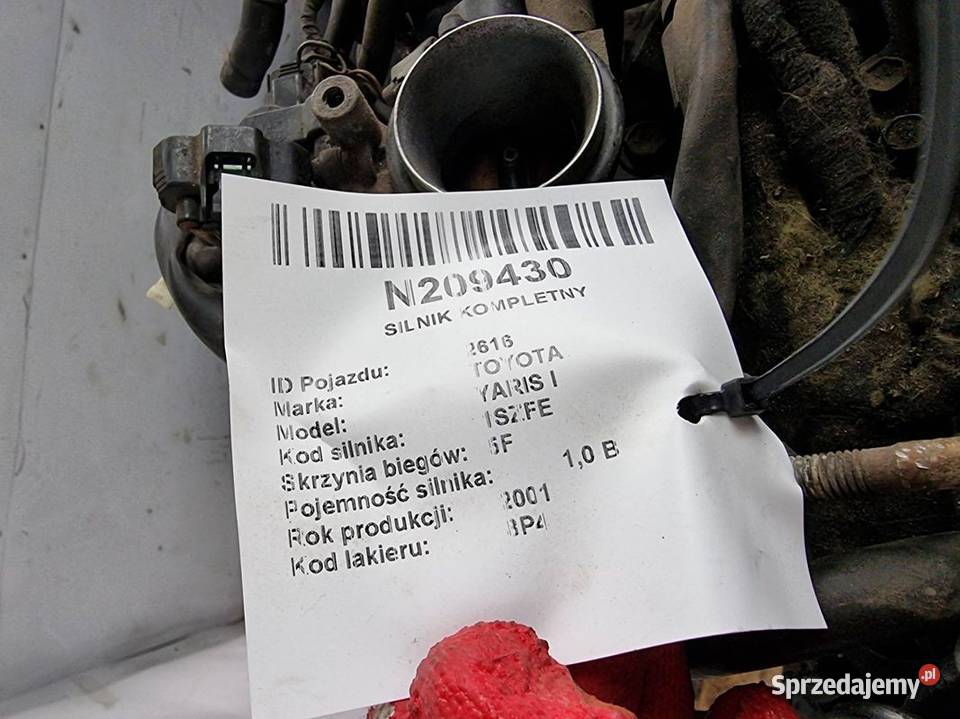 N209430
SILNIK KOMPLETNY
ID Pojazdu: 2616
Marka: TOYOTA
Model: YARIS I
Kod silnika: 1SZFE
Skrzynia biegów:
Pojemność silnika: 1,0 B
Rok produkcji: 2001
Kod lakieru: 8P4
Sprzedajemy.pl